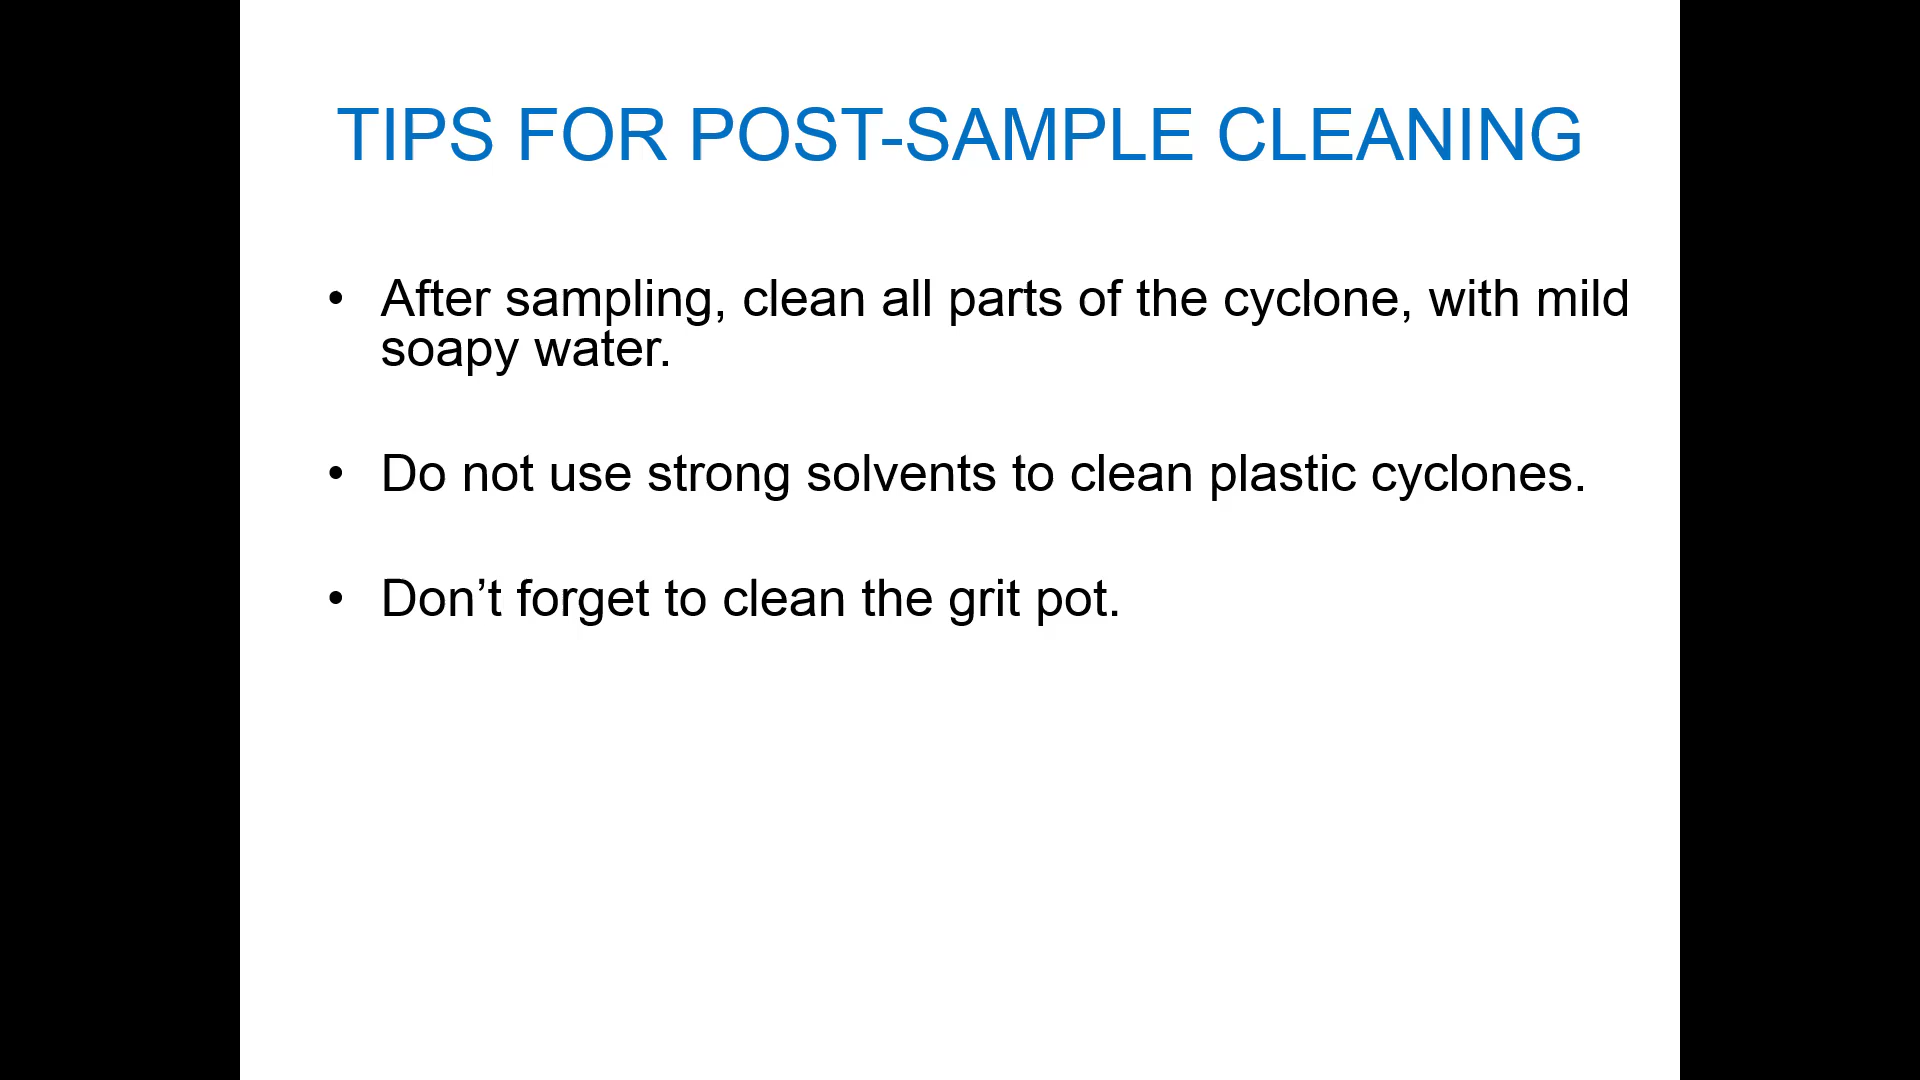 TIPS FOR POST-SAMPLE CLEANING
• After sampling, clean all parts of the cyclone, with mild
soapy water.
• Do not use strong solvents to clean plastic cyclones.
• Don’t forget to clean the grit pot.